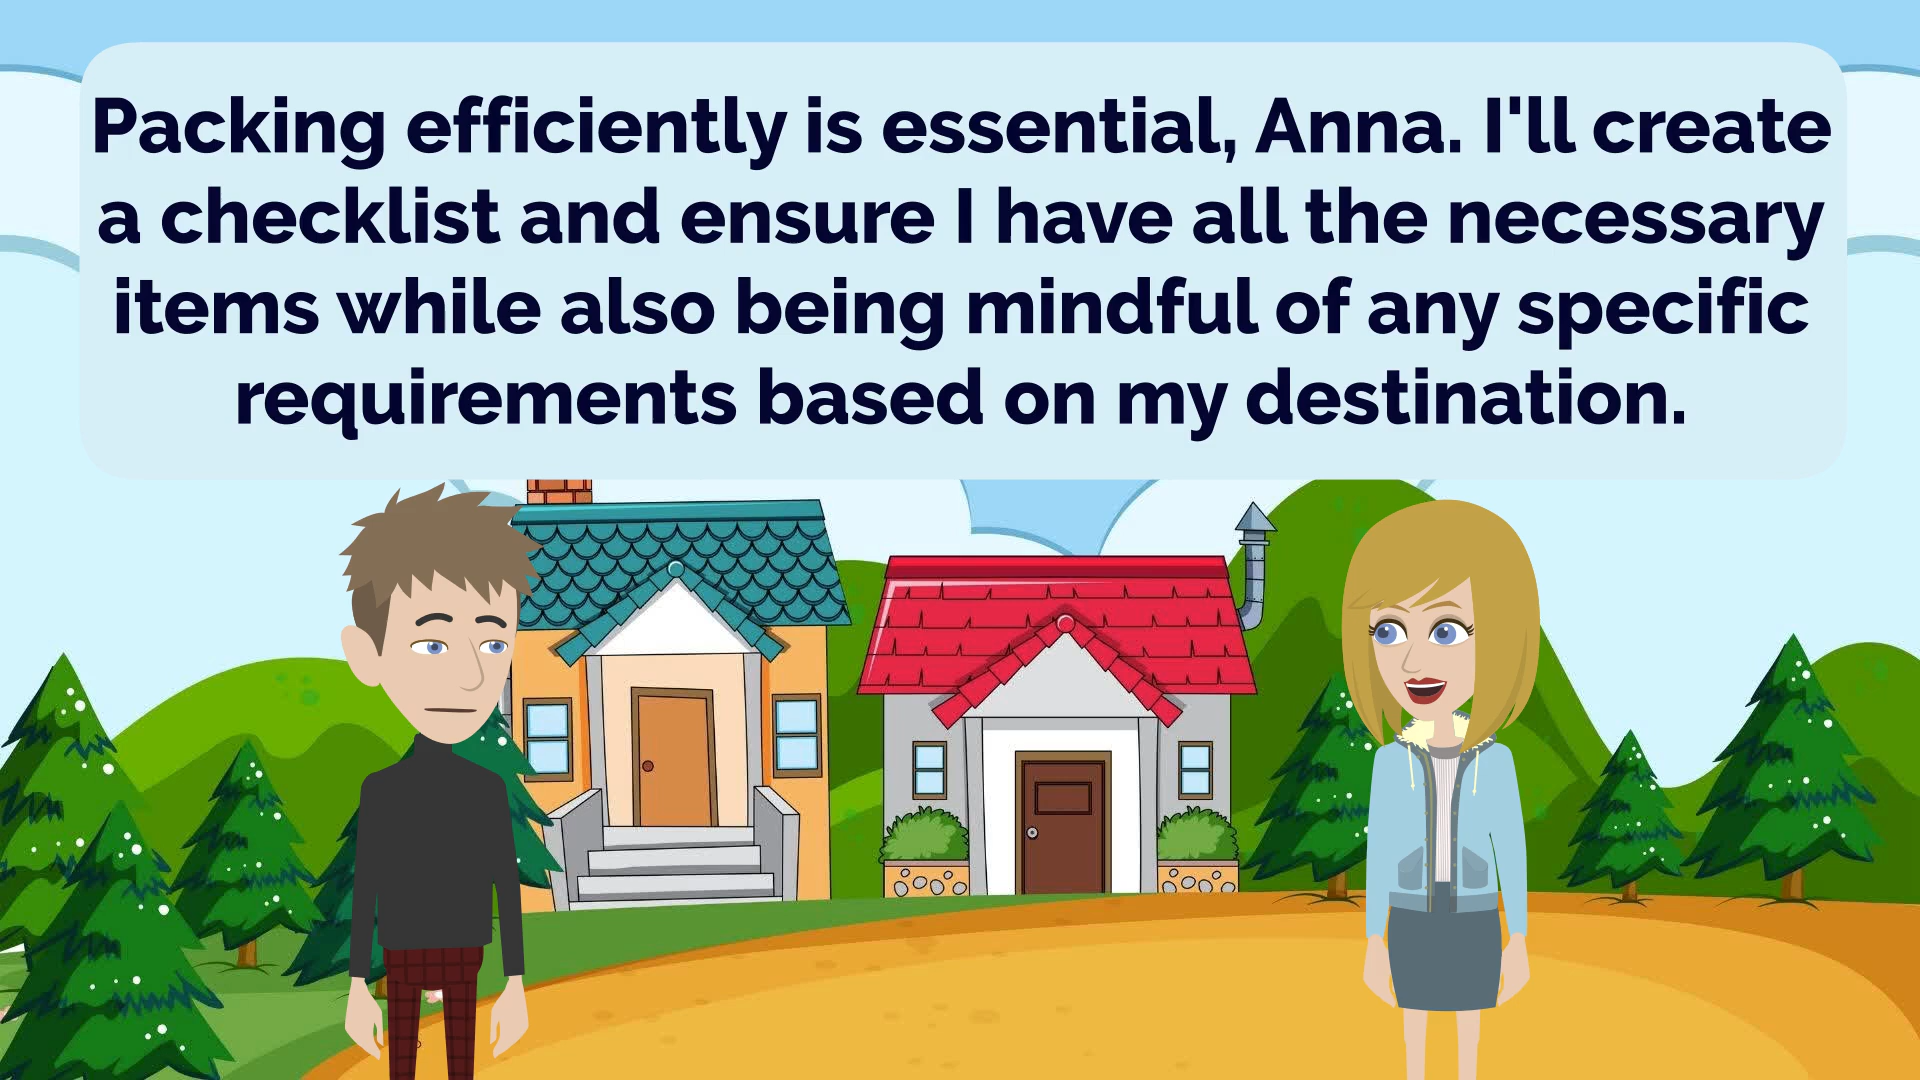 Packing efficiently is essential, Anna. I'll create
a checklist and ensure I have all the necessary
items while also being mindful of any specific
requirements based on my destination.